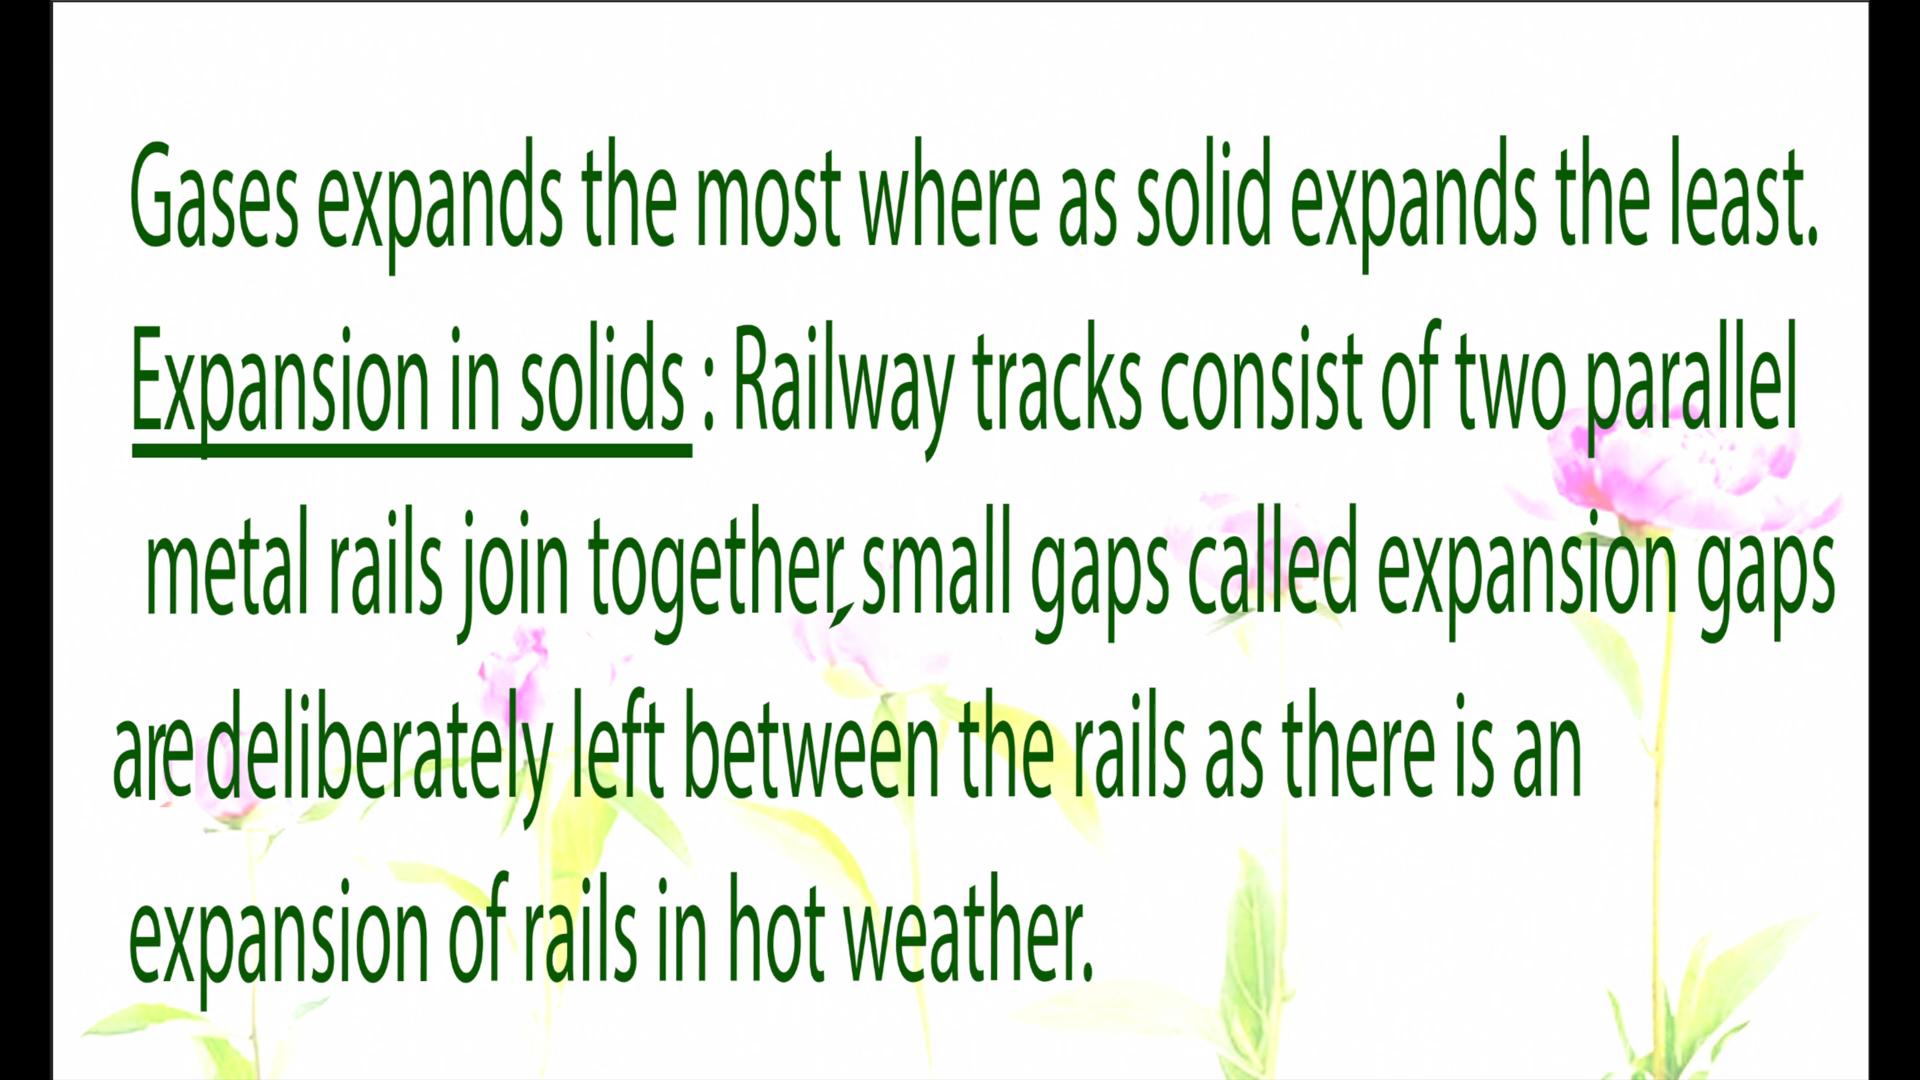 Gases expands the most where as solid expands the least.
Expansion in solids : Railway tracks consist of two parallel
metal rails join together, small gaps called expansion gaps
are deliberately left between the rails as there is an
expansion of rails in hot weather.